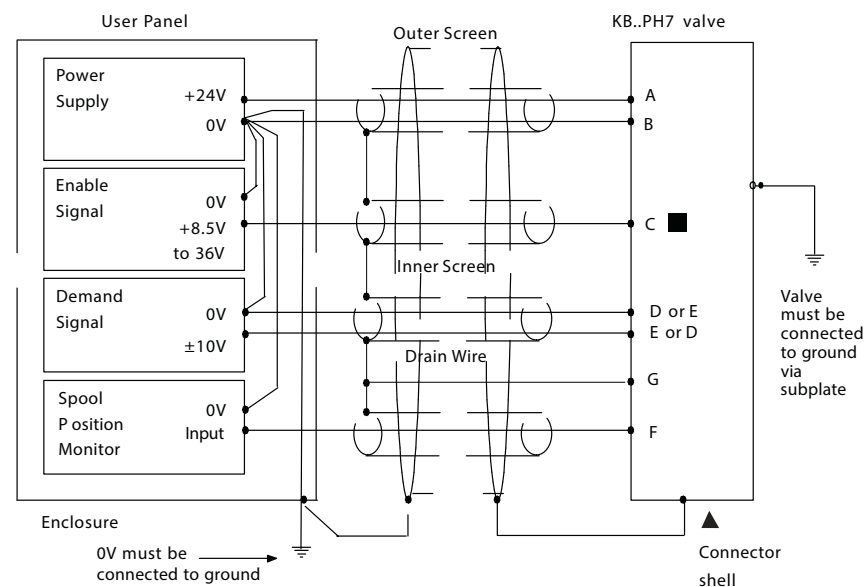 User Panel
Outer Screen
KB..PH7 valve
Power
Supply
+24V
0V
A
B
Enable
Signal
0V
+8.5V
to 36V
C
Inner Screen
Demand
Signal
0V
±10V
D or E
E or D
Drain Wire
G
Spool
P osition
Monitor
0V
Input
F
Valve
must be
connected
to ground
via
subplate
Enclosure
0V must be
connected to ground
Connector
shell